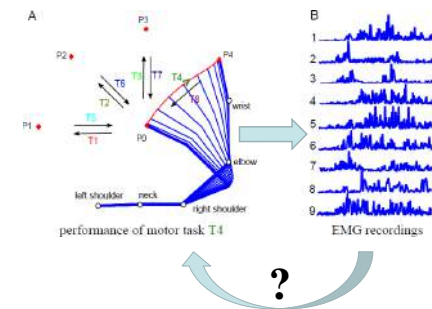 A
B
P3
P2
P4
T6
T2
T3
T7
T4
T8
P1
T5
T1
P0
wrist
elbow
left shoulder
neck
right shoulder
1
2
3
4
5
6
7
8
9
performance of motor task T4
EMG recordings
?